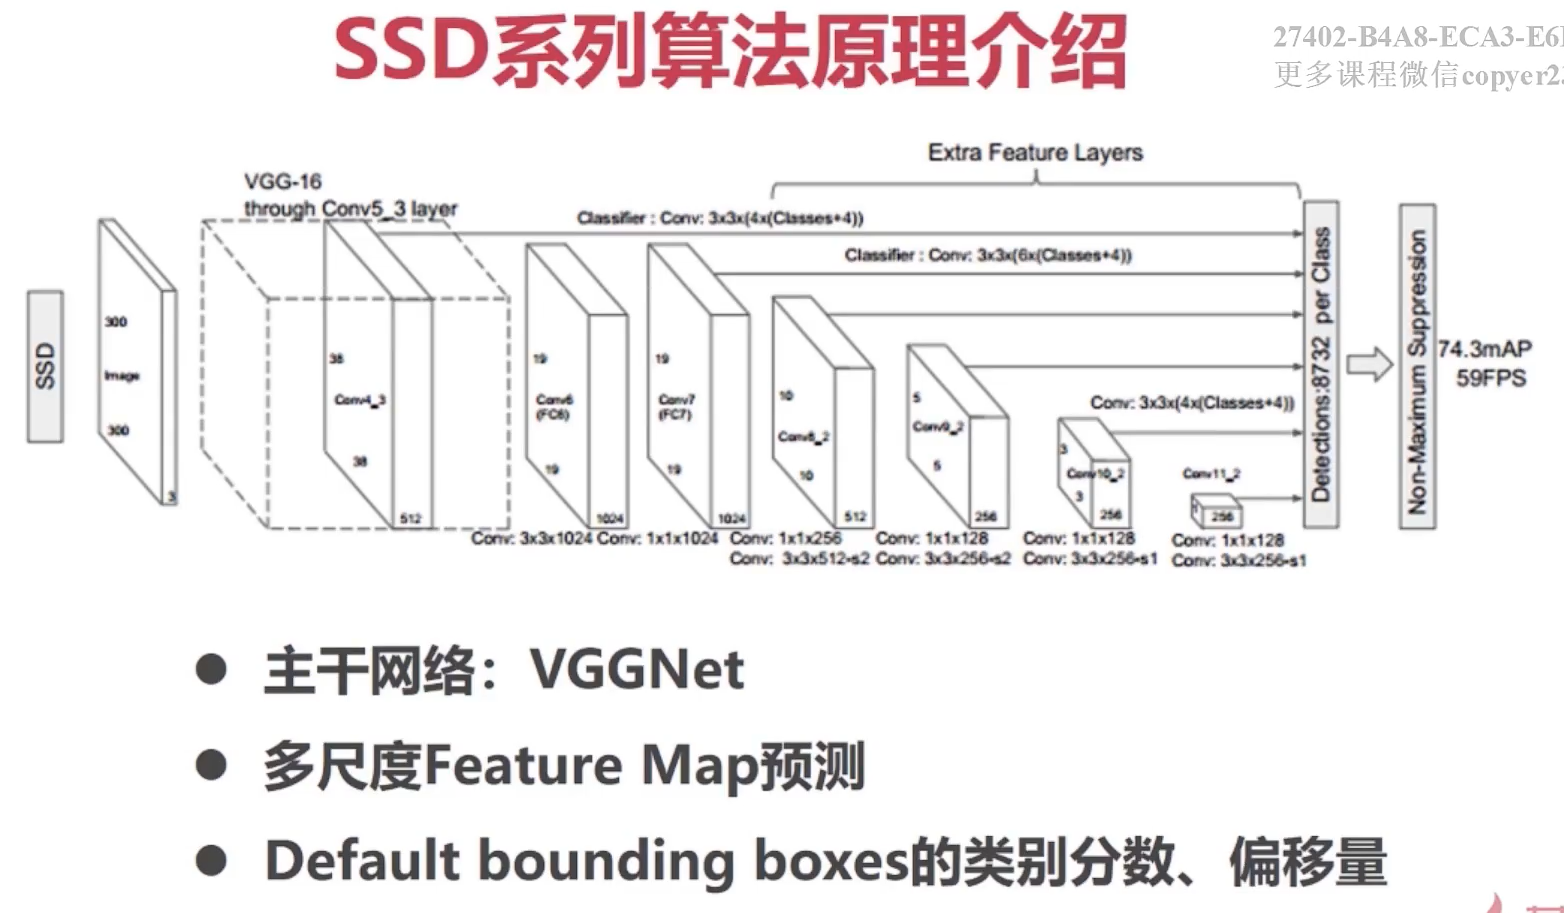 SSD系列算法原理介绍
27402-B4A8-ECA3-E6
更多课程微信copyer2
Extra Feature Layers
VGG-16
through Conv5_3 layer
Classifier : Conv: 3x3x(4x(Classes+4))
Classifier : Conv: 3x3x(6x(Classes+4))
SSD
300
Image
300
3
38
Conv4_3
38
512
19
Conv6
(FC6)
19
1024
19
Conv7
(FC7)
19
1024
10
Conv8_2
10
512
5
Conv9_2
5
256
Conv: 3x3x(4x(Classes+4))
3
Conv10_2
3
256
Conv11_2
256
Detections:8732 per Class
Non-Maximum Suppression
74.3mAP
59FPS
Conv: 3x3x1024 Conv: 1x1x1024 Conv: 1x1x256 Conv: 1x1x128 Conv: 1x1x128 Conv: 1x1x128
Conv: 3x3x512-s2 Conv: 3x3x256-s2 Conv: 3x3x256-s1 Conv: 3x3x256-s1
● 主干网络：VGGNet
● 多尺度Feature Map预测
● Default bounding boxes的类别分数、偏移量